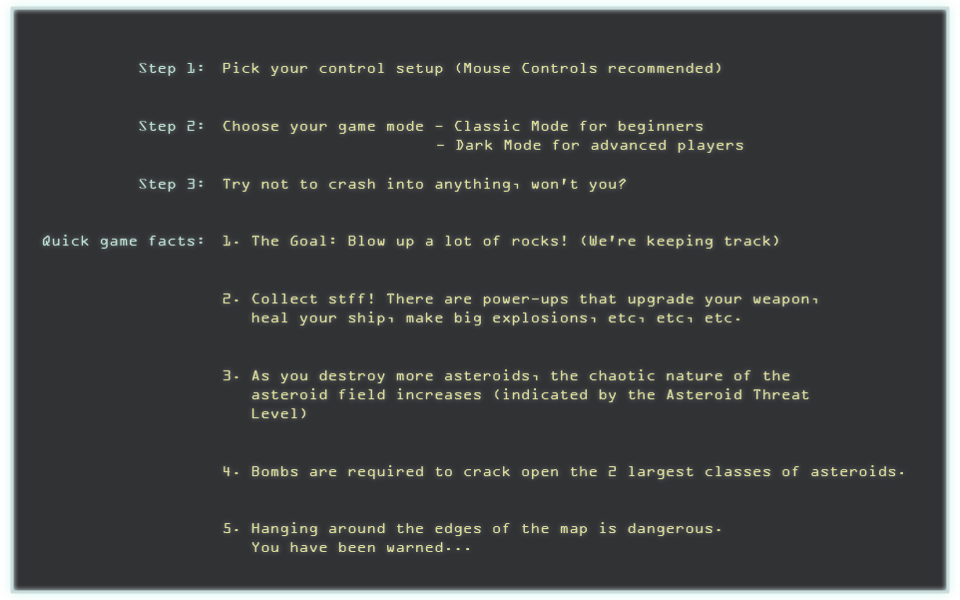 Step 1: Pick your control setup (Mouse Controls recommended)
Step 2: Choose your game mode - Classic Mode for beginners
- Dark Mode for advanced players
Step 3: Try not to crash into anything, won't you?
Quick game facts: 1. The Goal: Blow up a lot of rocks! (We're keeping track)
2. Collect stff! There are power-ups that upgrade your weapon,
heal your ship, make big explosions, etc, etc, etc.
3. As you destroy more asteroids, the chaotic nature of the
asteroid field increases (indicated by the Asteroid Threat
Level)
4. Bombs are required to crack open the 2 largest classes of asteroids.
5. Hanging around the edges of the map is dangerous.
You have been warned...